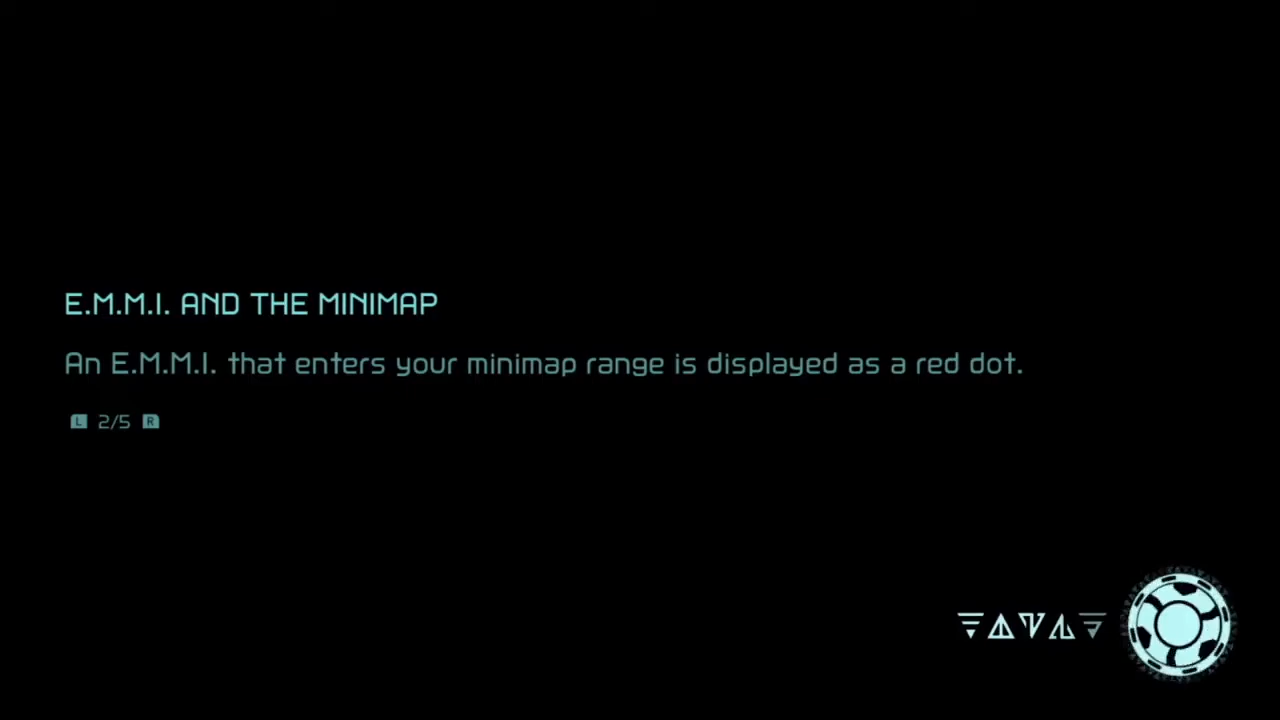 E.M.M.I. AND THE MINIMAP
An E.M.M.I. that enters your minimap range is displayed as a red dot.
L 2/5 R